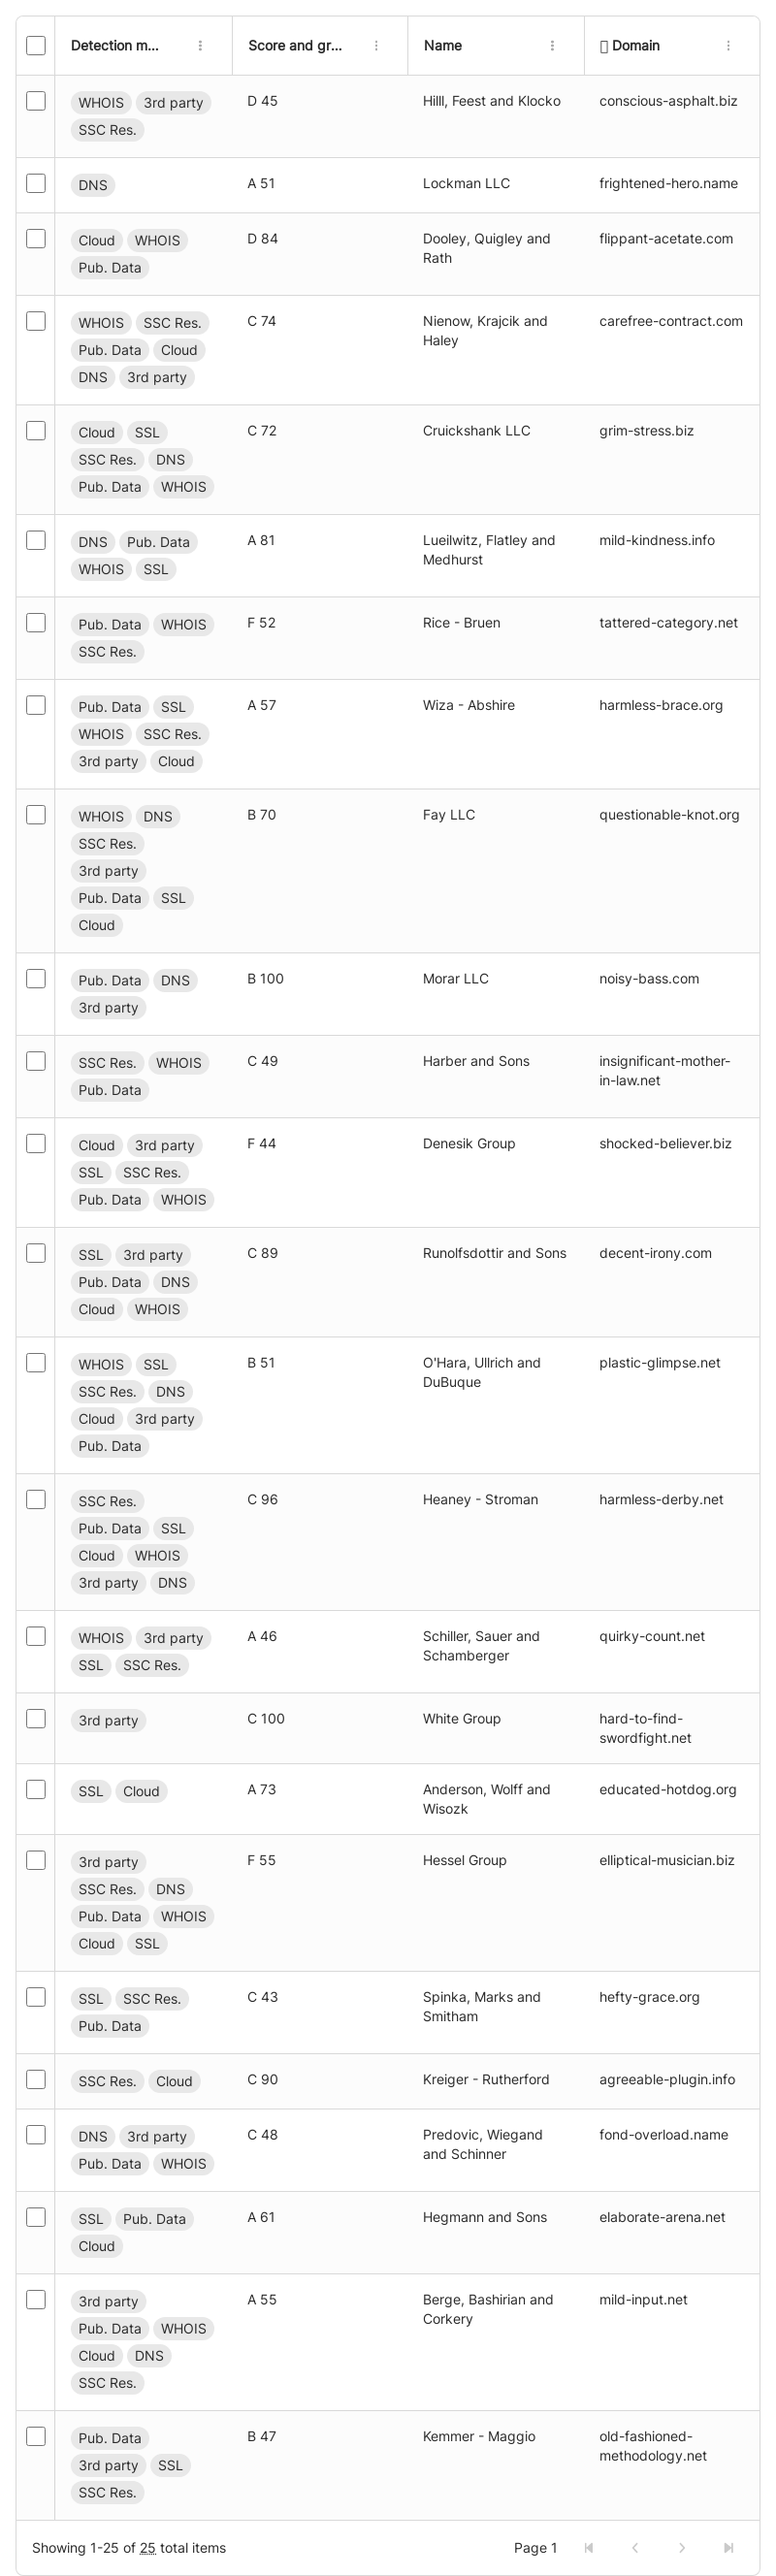 Detection m... Score and gr... Name Domain
WHOIS 3rd party D 45 Hilll, Feest and Klocko conscious-asphalt.biz
SSC Res.
DNS A 51 Lockman LLC frightened-hero.name
Cloud WHOIS D 84 Dooley, Quigley and flippant-acetate.com
Pub. Data Rath
WHOIS SSC Res. C 74 Nienow, Krajcik and carefree-contract.com
Pub. Data Cloud Haley
DNS 3rd party
Cloud SSL C 72 Cruickshank LLC grim-stress.biz
SSC Res. DNS
Pub. Data WHOIS
DNS Pub. Data A 81 Lueilwitz, Flatley and mild-kindness.info
WHOIS SSL Medhurst
Pub. Data WHOIS F 52 Rice - Bruen tattered-category.net
SSC Res.
Pub. Data SSL A 57 Wiza - Abshire harmless-brace.org
WHOIS SSC Res.
3rd party Cloud
WHOIS DNS B 70 Fay LLC questionable-knot.org
SSC Res.
3rd party
Pub. Data SSL
Cloud
Pub. Data DNS B 100 Morar LLC noisy-bass.com
3rd party
SSC Res. WHOIS C 49 Harber and Sons insignificant-mother-
Pub. Data in-law.net
Cloud 3rd party F 44 Denesik Group shocked-believer.biz
SSL SSC Res.
Pub. Data WHOIS
SSL 3rd party C 89 Runolfsdottir and Sons decent-irony.com
Pub. Data DNS
Cloud WHOIS
WHOIS SSL B 51 O'Hara, Ullrich and plastic-glimpse.net
SSC Res. DNS DuBuque
Cloud 3rd party
Pub. Data
SSC Res. C 96 Heaney - Stroman harmless-derby.net
Pub. Data SSL
Cloud WHOIS
3rd party DNS
WHOIS 3rd party A 46 Schiller, Sauer and quirky-count.net
SSL SSC Res. Schamberger
3rd party C 100 White Group hard-to-find-
swordfight.net
SSL Cloud A 73 Anderson, Wolff and educated-hotdog.org
Wisozk
3rd party F 55 Hessel Group elliptical-musician.biz
SSC Res. DNS
Pub. Data WHOIS
Cloud SSL
SSL SSC Res. C 43 Spinka, Marks and hefty-grace.org
Pub. Data Smitham
SSC Res. Cloud C 90 Kreiger - Rutherford agreeable-plugin.info
DNS 3rd party C 48 Predovic, Wiegand fond-overload.name
Pub. Data WHOIS and Schinner
SSL Pub. Data A 61 Hegmann and Sons elaborate-arena.net
Cloud
3rd party A 55 Berge, Bashirian and mild-input.net
Pub. Data WHOIS Corkery
Cloud DNS
SSC Res.
Pub. Data B 47 Kemmer - Maggio old-fashioned-
3rd party SSL methodology.net
SSC Res.
Showing 1-25 of 25 total items Page 1